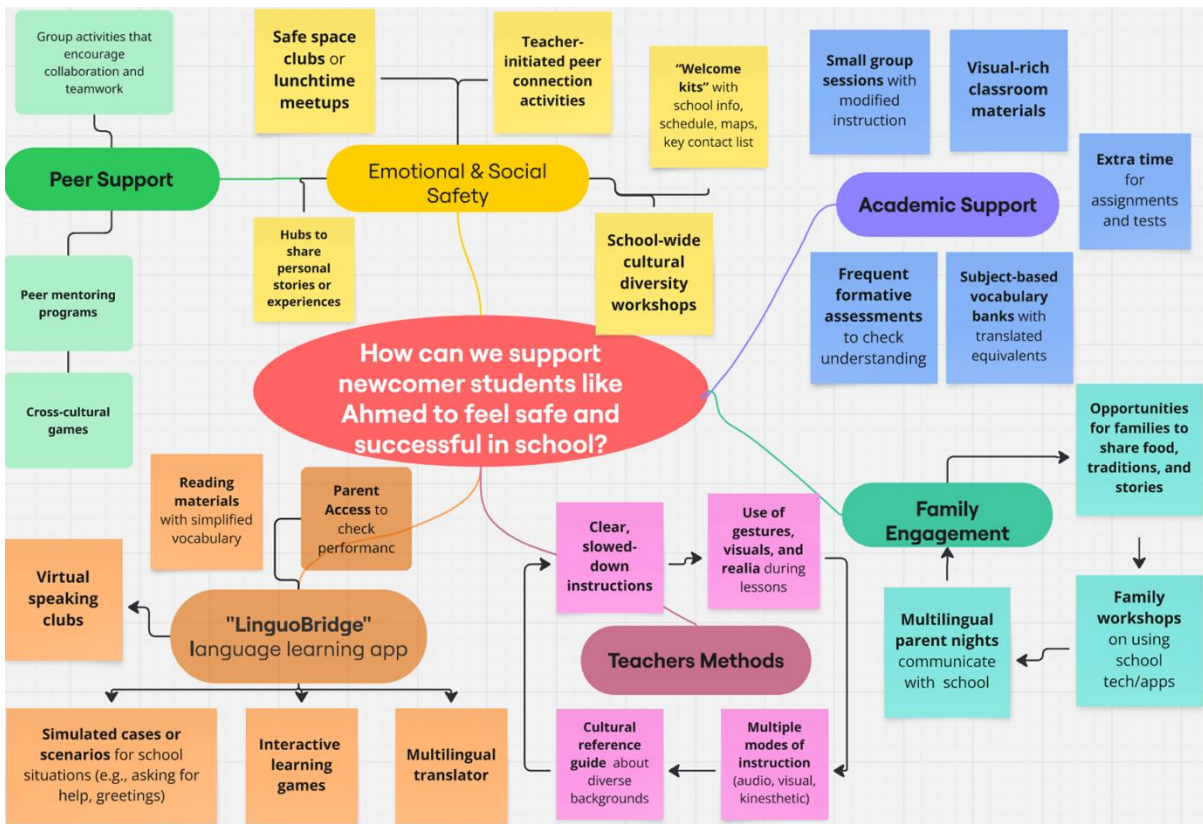 Group activities that
encourage
collaboration and
teamwork
Peer Support
Peer mentoring
programs
Cross-cultural
games
Safe space
clubs or
lunchtime
meetups
Teacher-
initiated peer
connection
activities
“Welcome
kits” with
school info,
schedule, maps,
key contact list
Emotional & Social
Safety
Hubs to
share
personal
stories or
experiences
School-wide
cultural
diversity
workshops
Small group
sessions with
modified
instruction
Visual-rich
classroom
materials
Extra time
for
assignments
and tests
Academic Support
Frequent
formative
assessments
to check
understanding
Subject-based
vocabulary
banks with
translated
equivalents
How can we support
newcomer students like
Ahmed to feel safe and
successful in school?
Opportunities
for families to
share food,
traditions, and
stories
Family
Engagement
Family
workshops
on using
school
tech/apps
Multilingual
parent nights
communicate
with school
Reading
materials
with simplified
vocabulary
Parent
Access to
check
performanc
Virtual
speaking
clubs
"LinguoBridge"
language learning app
Simulated cases or
scenarios for school
situations (e.g., asking for
help, greetings)
Interactive
learning
games
Multilingual
translator
Clear,
slowed-
down
instructions
Use of
gestures,
visuals, and
realia during
lessons
Teachers Methods
Cultural
reference
guide about
diverse
backgrounds
Multiple
modes of
instruction
(audio, visual,
kinesthetic)